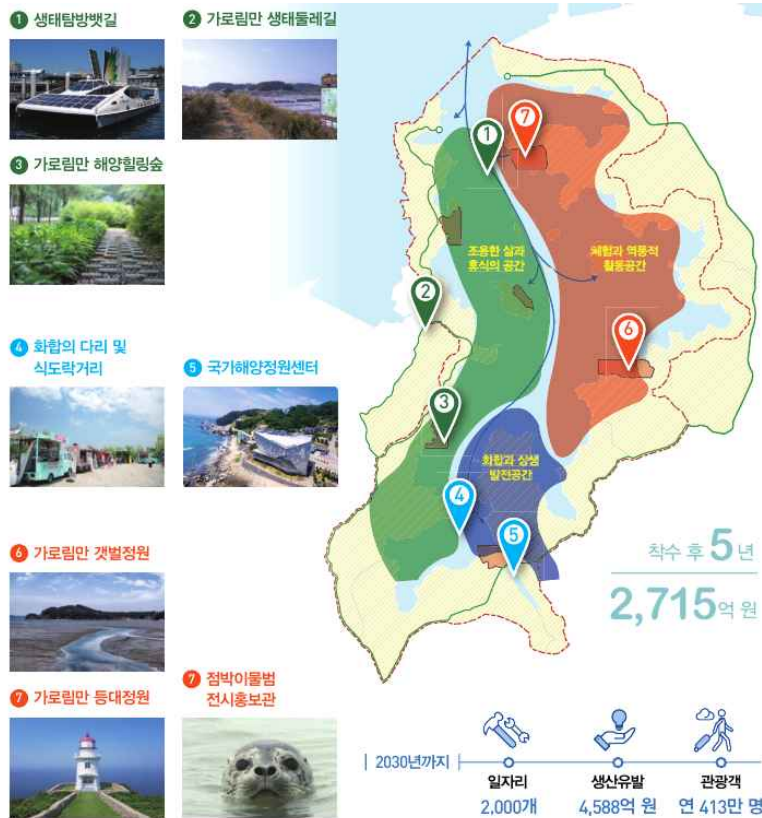 1 생태탐방뱃길
2 가로림만 생태둘레길
3 가로림만 해양힐링숲
4 화합의 다리 및
식도락거리
5 국가해양정원센터
6 가로림만 갯벌정원
7 가로림만 등대정원
7 점박이물범
전시홍보관
1
7
조용한 쉼과
휴식의 공간
체험과 역동적
활동공간
2
6
3
화합과 상생
발전공간
4
5
착수 후 5년
2,715억 원
2030년까지
일자리
2,000개
생산유발
4,588억 원
관광객
연 413만 명